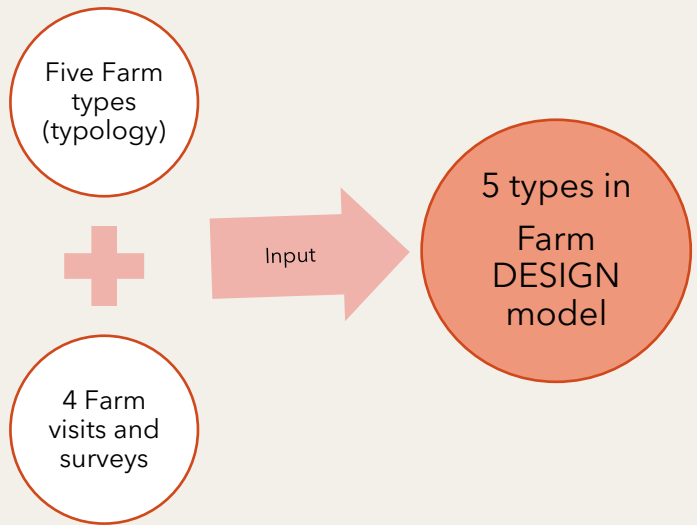 Five Farm
types
(typology)
4 Farm
visits and
surveys
Input
5 types in
Farm
DESIGN
model